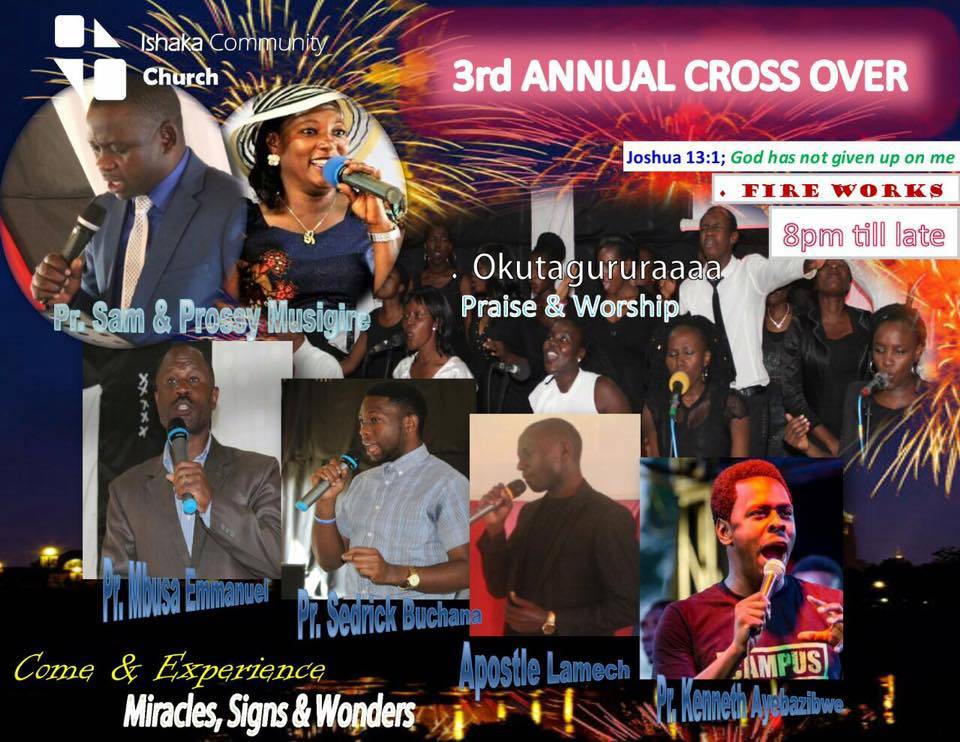 Ishaka Community
Church
3rd ANNUAL CROSS OVER
Joshua 13:1; God has not given up on me
. FIRE WORKS
8pm till late
. Okutagururaaaa
Praise & Worship
Pr. Sam & Prossy Musigire
Pr. Mbusa Emmanuel
Pr. Sedrick Buchana
Apostle Lamech
Pr. Kenneth Ayebazibwe
CAMPUS
Come & Experience
Miracles, Signs & Wonders